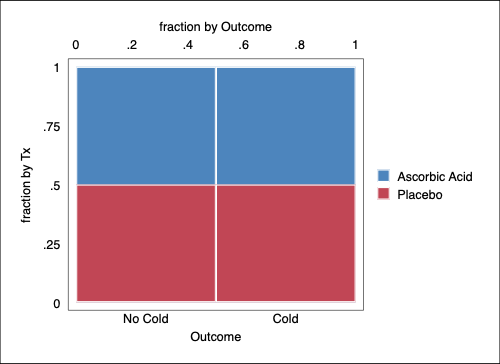 fraction by Outcome
0 .2 .4 .6 .8 1
1
.75
.5
.25
0
fraction by Tx
Ascorbic Acid
Placebo
No Cold Cold
Outcome